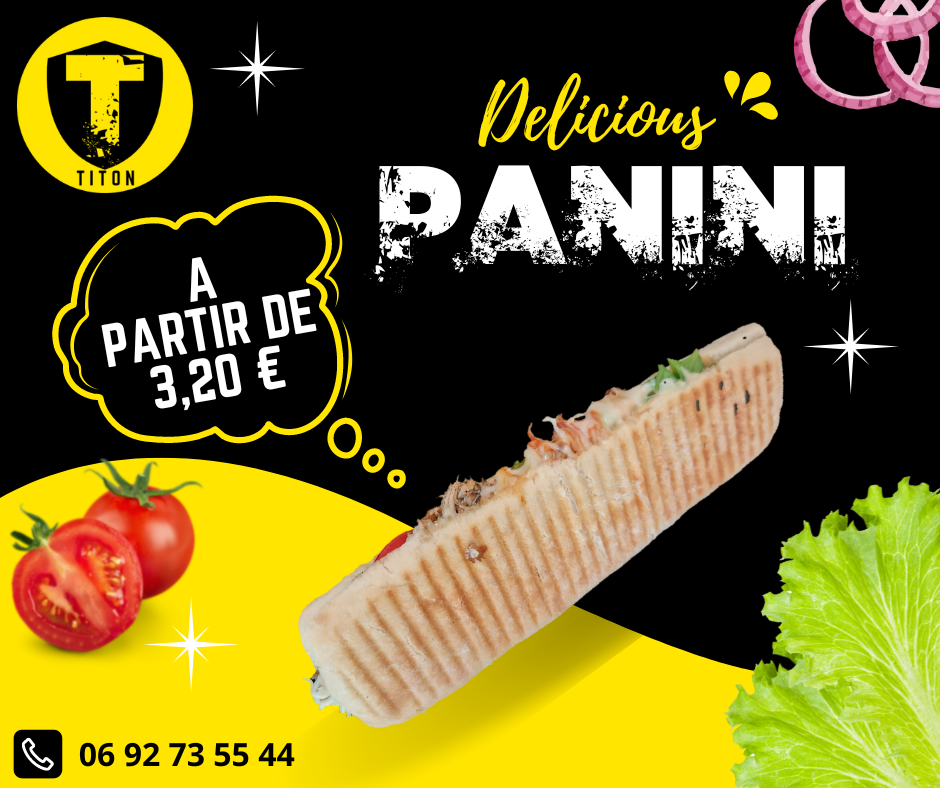 T
TITON
Delicious
PANINI
A
PARTIR DE
3,20 €
06 92 73 55 44